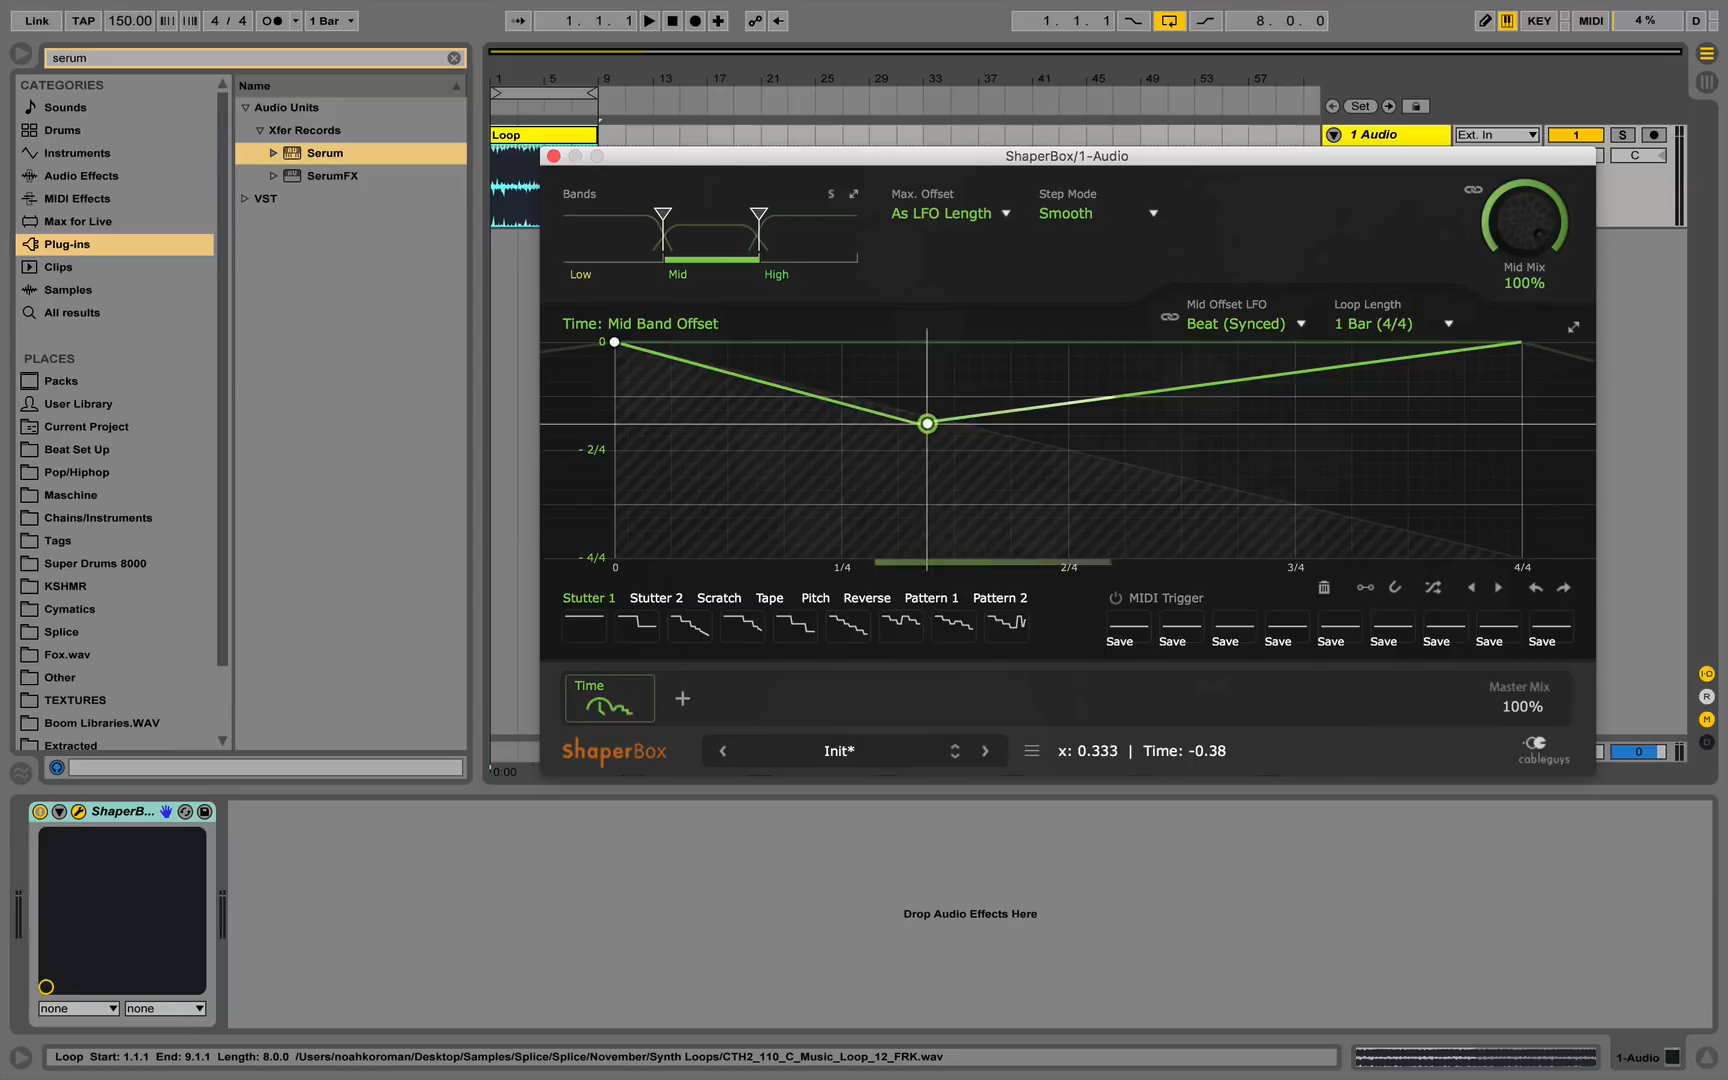 Link TAP 150.00 4 / 4 1 Bar 1. 1. 1 1. 1. 1 8. 0. 0 KEY MIDI 4 % D
serum
CATEGORIES
Sounds
Drums
Instruments
Audio Effects
MIDI Effects
Max for Live
Plug-ins
Clips
Samples
All results
PLACES
Packs
User Library
Current Project
Beat Set Up
Pop/Hiphop
Maschine
Chains/Instruments
Tags
Super Drums 8000
KSHMR
Cymatics
Splice
Fox.wav
Other
TEXTURES
Boom Libraries.WAV
Extracted
Name
Audio Units
Xfer Records
Serum
SerumFX
VST
1 5 9 13 17 21 25 29 33 37 41 45 49 53 57
Set
Loop
1 Audio Ext. In 1 S
C
ShaperBox/1-Audio
Bands S
Low Mid High
Max. Offset
As LFO Length
Step Mode
Smooth
Mid Mix
100%
Time: Mid Band Offset
Mid Offset LFO
Beat (Synced)
Loop Length
1 Bar (4/4)
0
- 2/4
- 4/4
0 1/4 2/4 3/4 4/4
Stutter 1 Stutter 2 Scratch Tape Pitch Reverse Pattern 1 Pattern 2
MIDI Trigger
Save Save Save Save Save Save Save Save Save
Time
+
Master Mix
100%
ShaperBox
Init*
x: 0.333 | Time: -0.38
cableguys
0:00
0
I·O
R
M
D
ShaperB...
none none
Drop Audio Effects Here
Loop Start: 1.1.1 End: 9.1.1 Length: 8.0.0 /Users/noahkoroman/Desktop/Samples/Splice/Splice/November/Synth Loops/CTH2_110_C_Music_Loop_12_FRK.wav
1-Audio